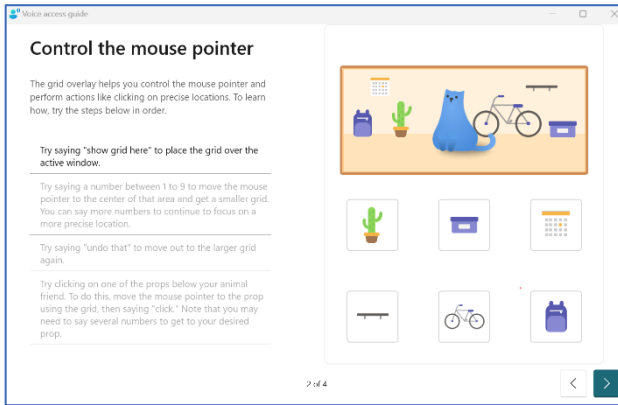 Voice access guide
Control the mouse pointer
The grid overlay helps you control the mouse pointer and
perform actions like clicking on precise locations. To learn
how, try the steps below in order.
Try saying "show grid here" to place the grid over the
active window.
Try saying a number between 1 to 9 to move the mouse
pointer to the center of that area and get a smaller grid.
You can say more numbers to continue to focus on a
more precise location.
Try saying "undo that" to move out to the larger grid
again.
Try clicking on one of the props below your animal
friend. To do this, move the mouse pointer to the prop
using the grid, then saying "click." Note that you may
need to say several numbers to get to your desired
prop.
2 of 4